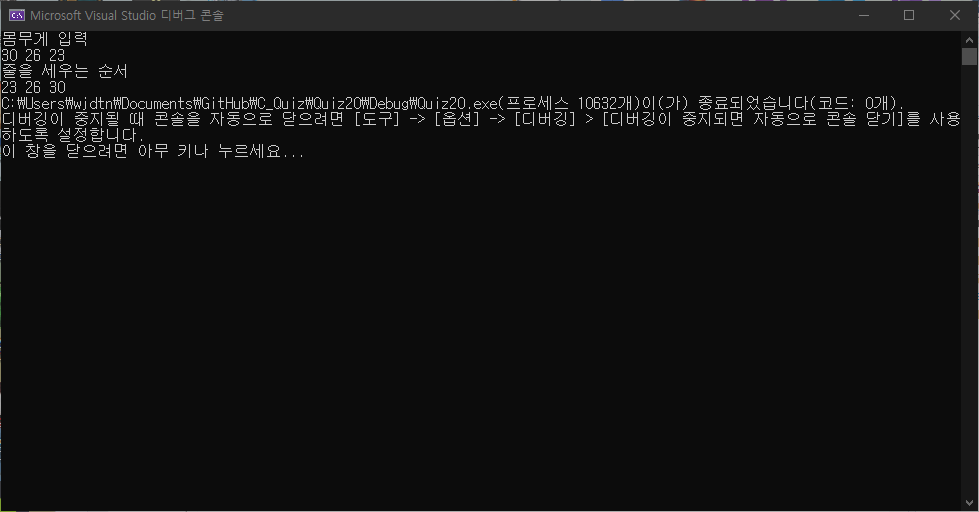 Microsoft Visual Studio 디버그 콘솔
몸무게 입력
30 26 23
줄을 세우는 순서
23 26 30
C:\Users\wjdtn\Documents\GitHub\C_Quiz\Quiz20\Debug\Quiz20.exe(프로세스 10632개)이(가) 종료되었습니다(코드: 0개).
디버깅이 중지될 때 콘솔을 자동으로 닫으려면 [도구] -> [옵션] -> [디버깅] > [디버깅이 중지되면 자동으로 콘솔 닫기]를 사용
하도록 설정합니다.
이 창을 닫으려면 아무 키나 누르세요...